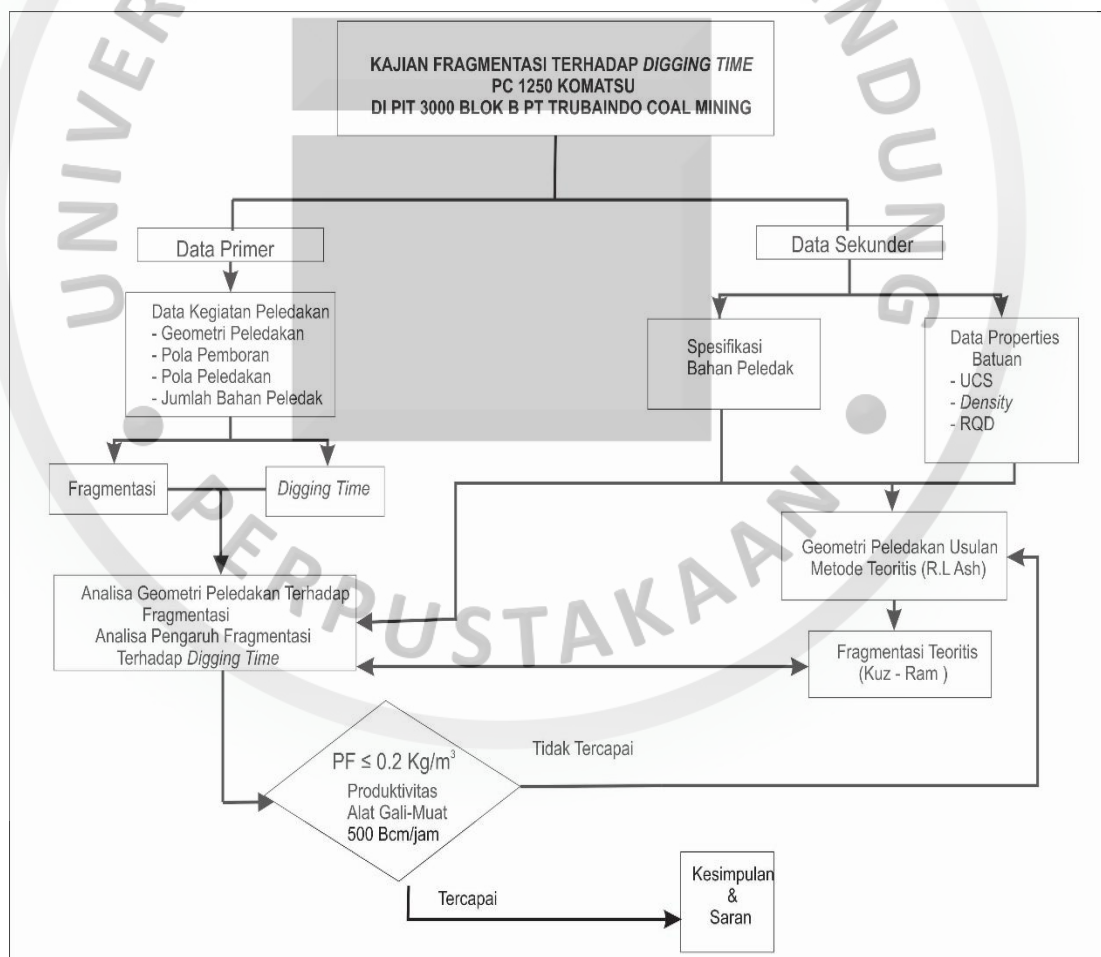 KAJIAN FRAGMENTASI TERHADAP DIGGING TIME
PC 1250 KOMATSU
DI PIT 3000 BLOK B PT TRUBAINDO COAL MINING
Data Primer
Data Sekunder
Data Kegiatan Peledakan
- Geometri Peledakan
- Pola Pemboran
- Pola Peledakan
- Jumlah Bahan Peledak
Spesifikasi
Bahan Peledak
Data Properties
Batuan
- UCS
- Density
- RQD
Fragmentasi
Digging Time
Geometri Peledakan Usulan
Metode Teoritis (R.L Ash)
Analisa Geometri Peledakan Terhadap
Fragmentasi
Analisa Pengaruh Fragmentasi
Terhadap Digging Time
Fragmentasi Teoritis
(Kuz - Ram )
PF ≤ 0.2 Kg/m³
Produktivitas
Alat Gali-Muat
500 Bcm/jam
Tidak Tercapai
Tercapai
Kesimpulan
&
Saran
UNIVER
NDUNG
PERPUSTAKAAN